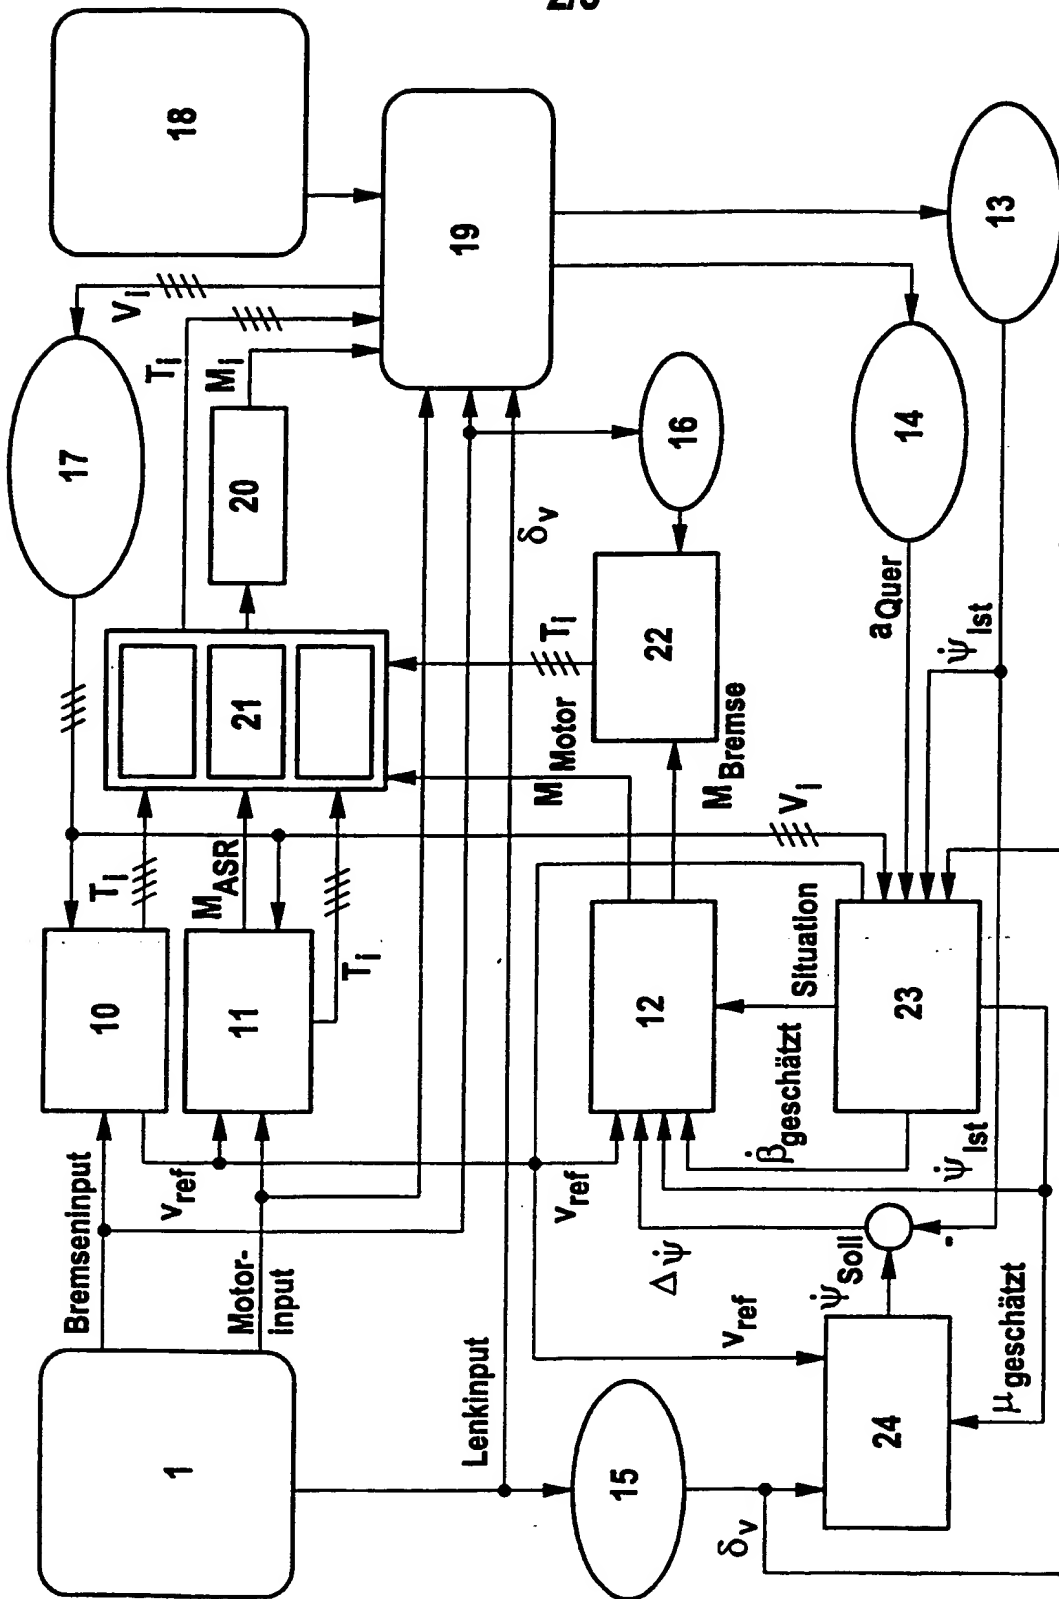 Bremseninput
17
T_i
V_i
10
T_i
1
v_ref
18
M_ASR
M_i
Motor-
input
11
21
20
T_i
19
Lenkinput
δ_v
M_Motor
T_i
v_ref
15
12
22
16
Δψ̇
M_Bremse
δ_v
v_ref
β̇_geschätzt
Situation
V_i
ψ̇_Soll
24
23
a_Quer
14
-
ψ̇_Ist
ψ̇_Ist
μ_geschätzt
13